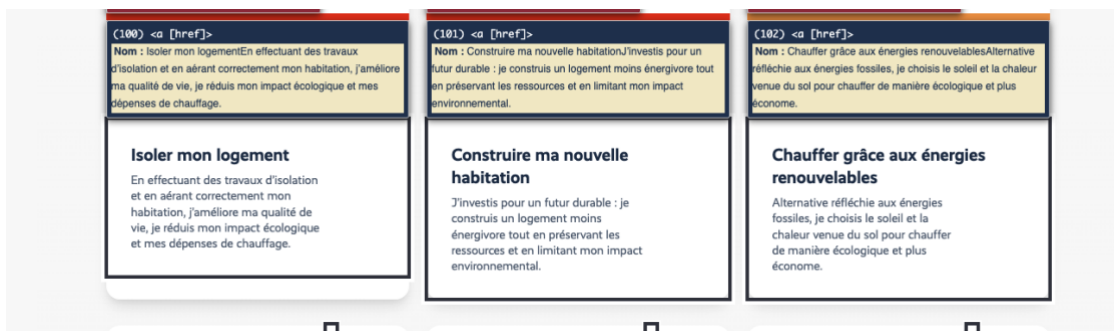 (100) <a [href]>
Nom : Isoler mon logementEn effectuant des travaux
d'isolation et en aérant correctement mon habitation, j'améliore
ma qualité de vie, je réduis mon impact écologique et mes
dépenses de chauffage.
Isoler mon logement
En effectuant des travaux d'isolation
et en aérant correctement mon
habitation, j'améliore ma qualité de
vie, je réduis mon impact écologique
et mes dépenses de chauffage.
(101) <a [href]>
Nom : Construire ma nouvelle habitationJ'investis pour un
futur durable : je construis un logement moins énergivore tout
en préservant les ressources et en limitant mon impact
environnemental.
Construire ma nouvelle
habitation
J'investis pour un futur durable : je
construis un logement moins
énergivore tout en préservant les
ressources et en limitant mon impact
environnemental.
(102) <a [href]>
Nom : Chauffer grâce aux énergies renouvelablesAlternative
réfléchie aux énergies fossiles, je choisis le soleil et la chaleur
venue du sol pour chauffer de manière écologique et plus
économe.
Chauffer grâce aux énergies
renouvelables
Alternative réfléchie aux énergies
fossiles, je choisis le soleil et la
chaleur venue du sol pour chauffer
de manière écologique et plus
économe.